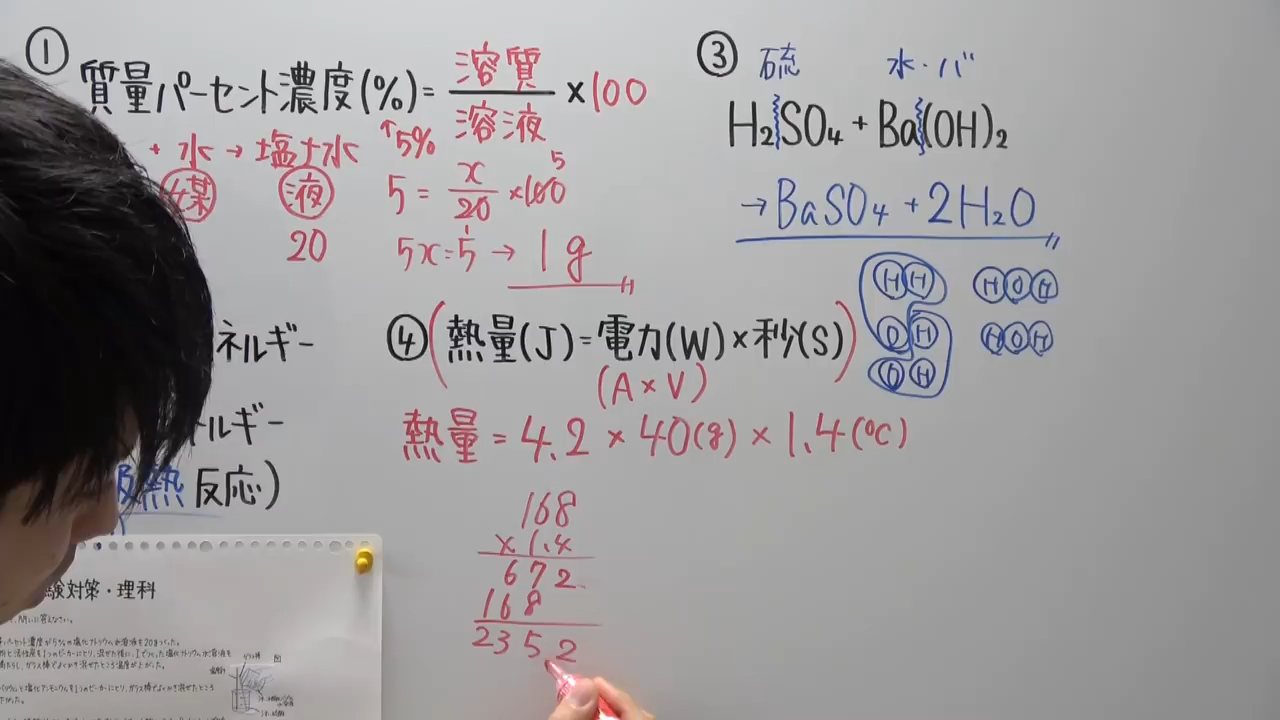 ①
質量パーセント濃度(%)= 溶質/溶液 ×100
+ 水 → 塩ナ水 ↑5%
媒 液 5 = x/20 ×100 5
20 5x=5 → 1g
③ 硫 水・バ
H₂SO₄ + Ba(OH)₂
→ BaSO₄ + 2H₂O
H H H O H
O H H O H
O H
ネルギー
ルギー
吸熱反応)
④(熱量(J)=電力(W)×秒(S))
(A×V)
熱量 = 4.2 × 40(g) × 1.4(℃)
168
×1.4
672
168
2352
験対策・理科